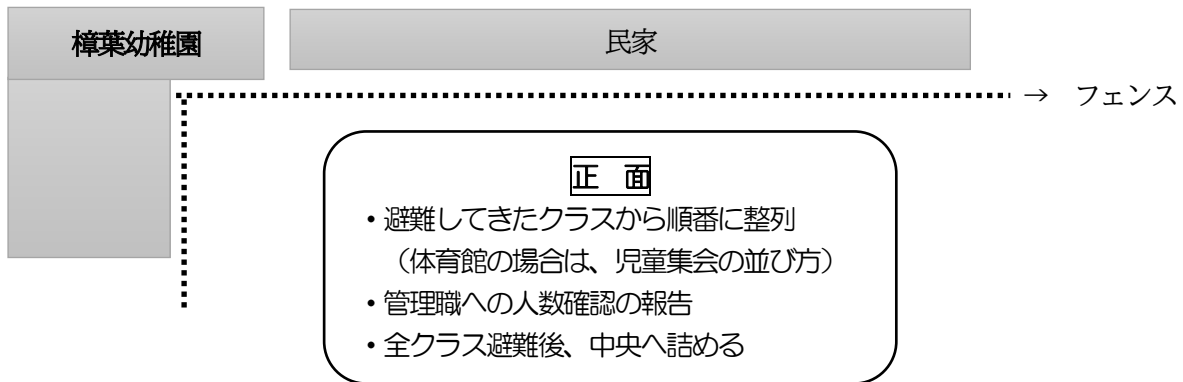 樟葉幼稚園
民家
→ フェンス
正 面
・避難してきたクラスから順番に整列
（体育館の場合は、児童集会の並び方）
・管理職への人数確認の報告
・全クラス避難後、中央へ詰める